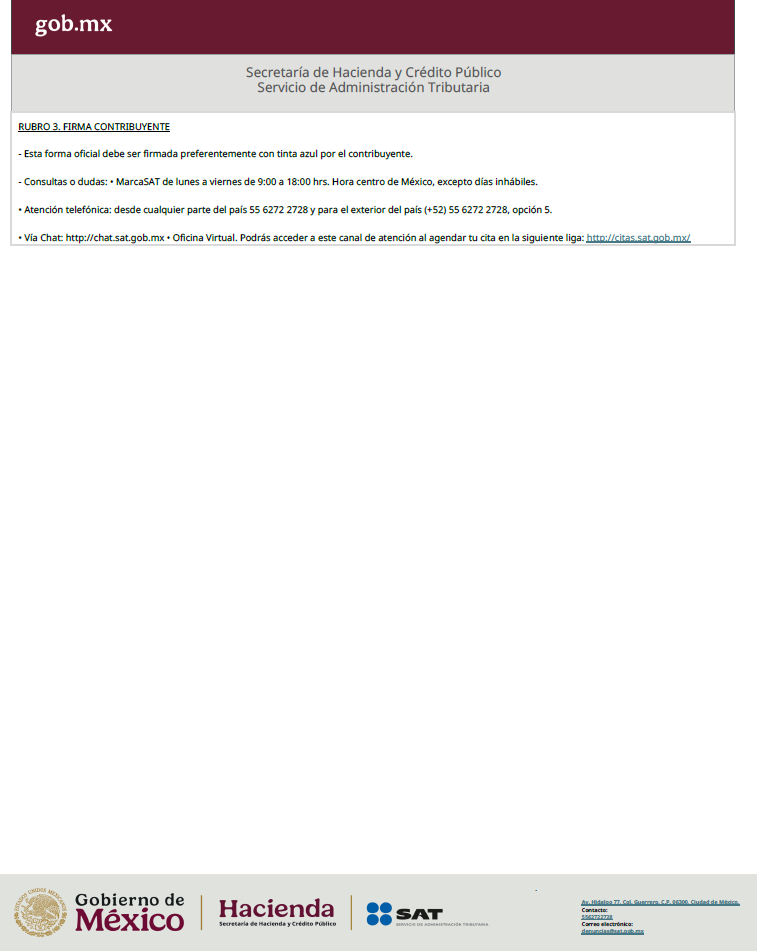 gob.mx
Secretaría de Hacienda y Crédito Público
Servicio de Administración Tributaria
RUBRO 3. FIRMA CONTRIBUYENTE
- Esta forma oficial debe ser firmada preferentemente con tinta azul por el contribuyente.
- Consultas o dudas: • MarcaSAT de lunes a viernes de 9:00 a 18:00 hrs. Hora centro de México, excepto días inhábiles.
• Atención telefónica: desde cualquier parte del país 55 6272 2728 y para el exterior del país (+52) 55 6272 2728, opción 5.
• Vía Chat: http://chat.sat.gob.mx • Oficina Virtual. Podrás acceder a este canal de atención al agendar tu cita en la siguiente liga: http://citas.sat.gob.mx/
ESTADOS UNIDOS MEXICANOS
Gobierno de
México
Hacienda
Secretaría de Hacienda y Crédito Público
SAT
SERVICIO DE ADMINISTRACIÓN TRIBUTARIA
Av. Hidalgo 77, Col. Guerrero, C.P. 06300, Ciudad de México.
Contacto:
5562722728
Correo electrónico:
denuncias@sat.gob.mx